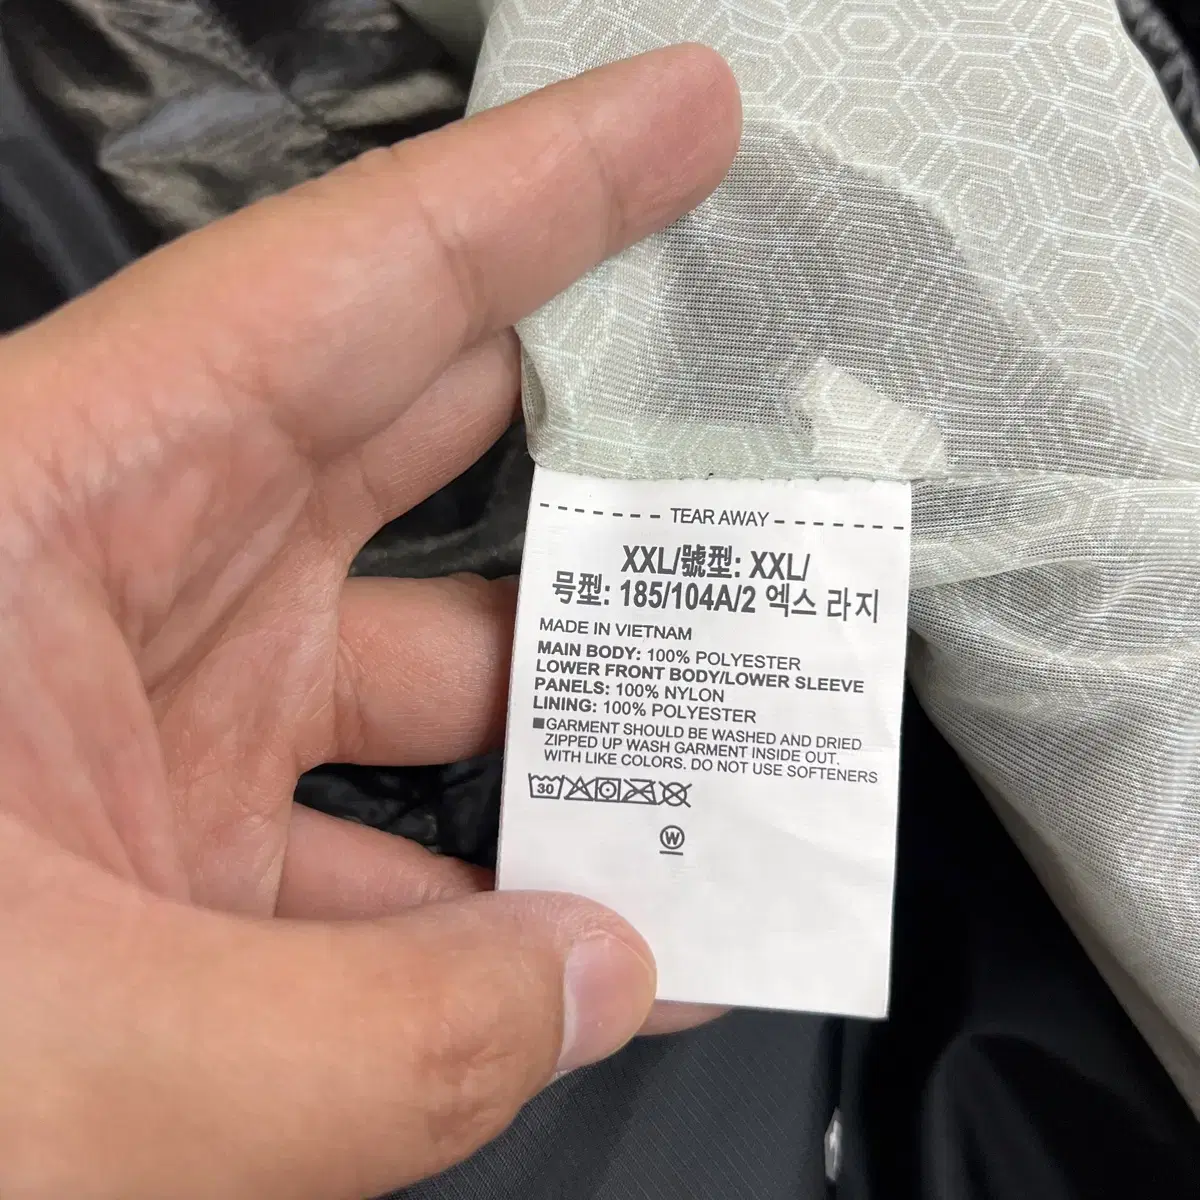 TEAR AWAY
XXL/號型: XXL/
号型: 185/104A/2 엑스 라지
MADE IN VIETNAM
MAIN BODY: 100% POLYESTER
LOWER FRONT BODY/LOWER SLEEVE
PANELS: 100% NYLON
LINING: 100% POLYESTER
■GARMENT SHOULD BE WASHED AND DRIED
ZIPPED UP WASH GARMENT INSIDE OUT.
WITH LIKE COLORS. DO NOT USE SOFTENERS
30
W